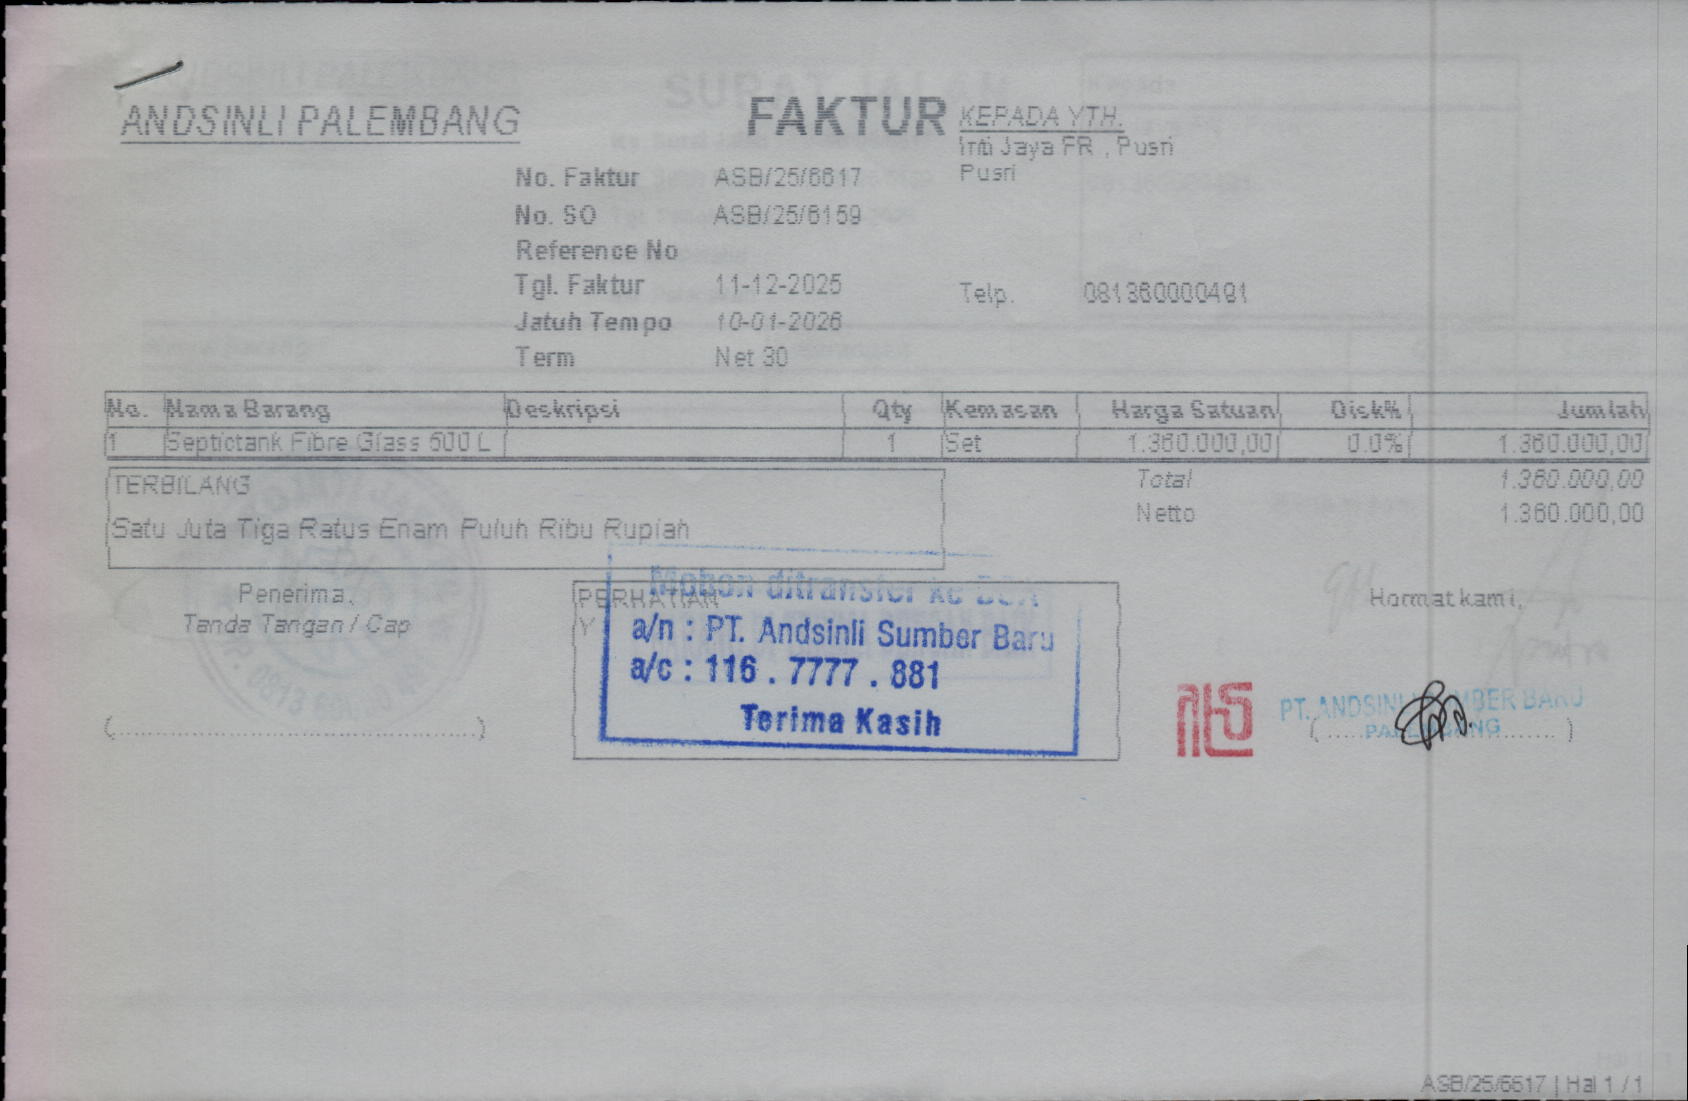 ANDSINLI PALEMBANG
FAKTUR
KEPADA YTH.
Inti Jaya FR , Pusri
Pusri
No. Faktur ASB/25/6617
No. SO ASB/25/6159
Reference No
Tgl. Faktur 11-12-2025
Telp. 081360000491
Jatuh Tempo 10-01-2026
Term Net 30
No. Nama Barang Deskripsi Qty Kemasan Harga Satuan Disk% Jumlah
1 Septictank Fibre Glass 600 L 1 Set 1.360.000,00 0.0% 1.360.000,00
TERBILANG
Total 1.360.000,00
Satu Juta Tiga Ratus Enam Puluh Ribu Rupiah
Netto 1.360.000,00
Penerima,
Tanda Tangan / Cap
(........................................................)
PERHATIAN
Mohon ditransfer ke BCA
a/n : PT. Andsinli Sumber Baru
a/c : 116 . 7777 . 881
Terima Kasih
Hormat kami,
PT. ANDSINLI SUMBER BARU
PALEMBANG
ASB/25/6617 | Hal 1 / 1